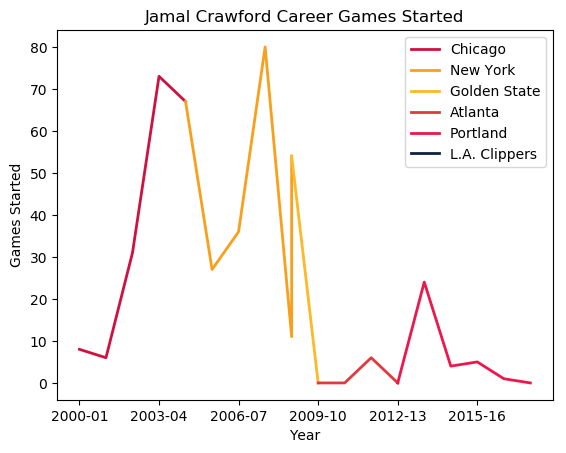 Jamal Crawford Career Games Started
Chicago
New York
Golden State
Atlanta
Portland
L.A. Clippers
Games Started
80
70
60
50
40
30
20
10
0
2000-01 2003-04 2006-07 2009-10 2012-13 2015-16
Year